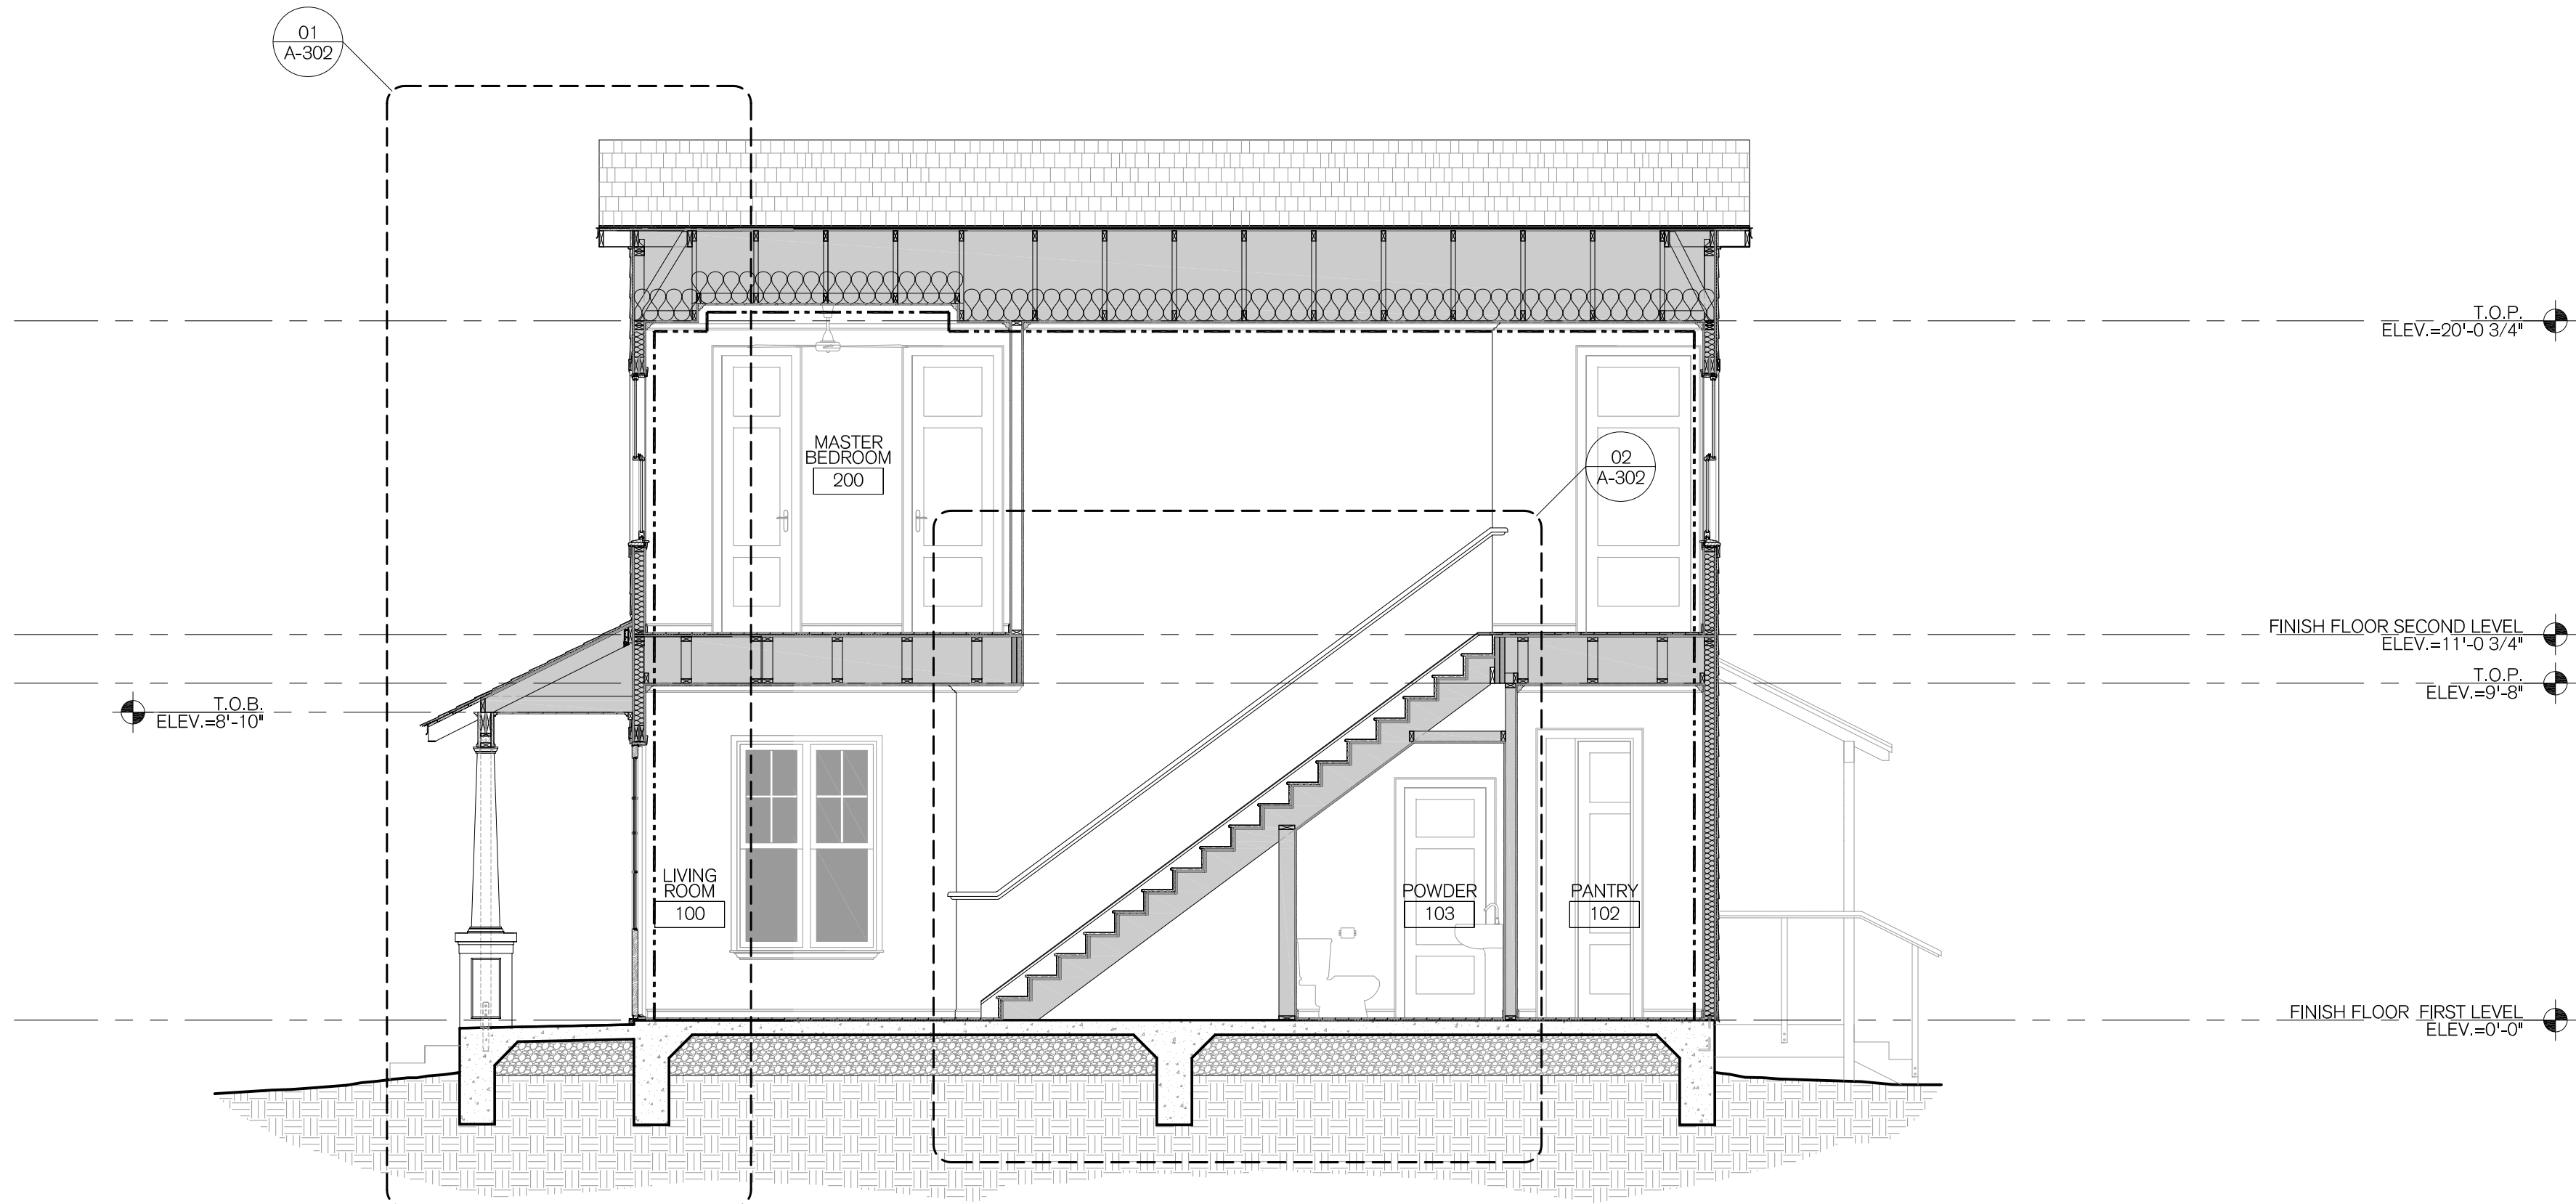 01
A-302
T.O.P.
ELEV.=20'-0 3/4"
MASTER
BEDROOM
200
02
A-302
FINISH FLOOR SECOND LEVEL
ELEV.=11'-0 3/4"
T.O.P.
ELEV.=9'-8"
T.O.B.
ELEV.=8'-10"
LIVING
ROOM
100
POWDER
103
PANTRY
102
FINISH FLOOR FIRST LEVEL
ELEV.=0'-0"